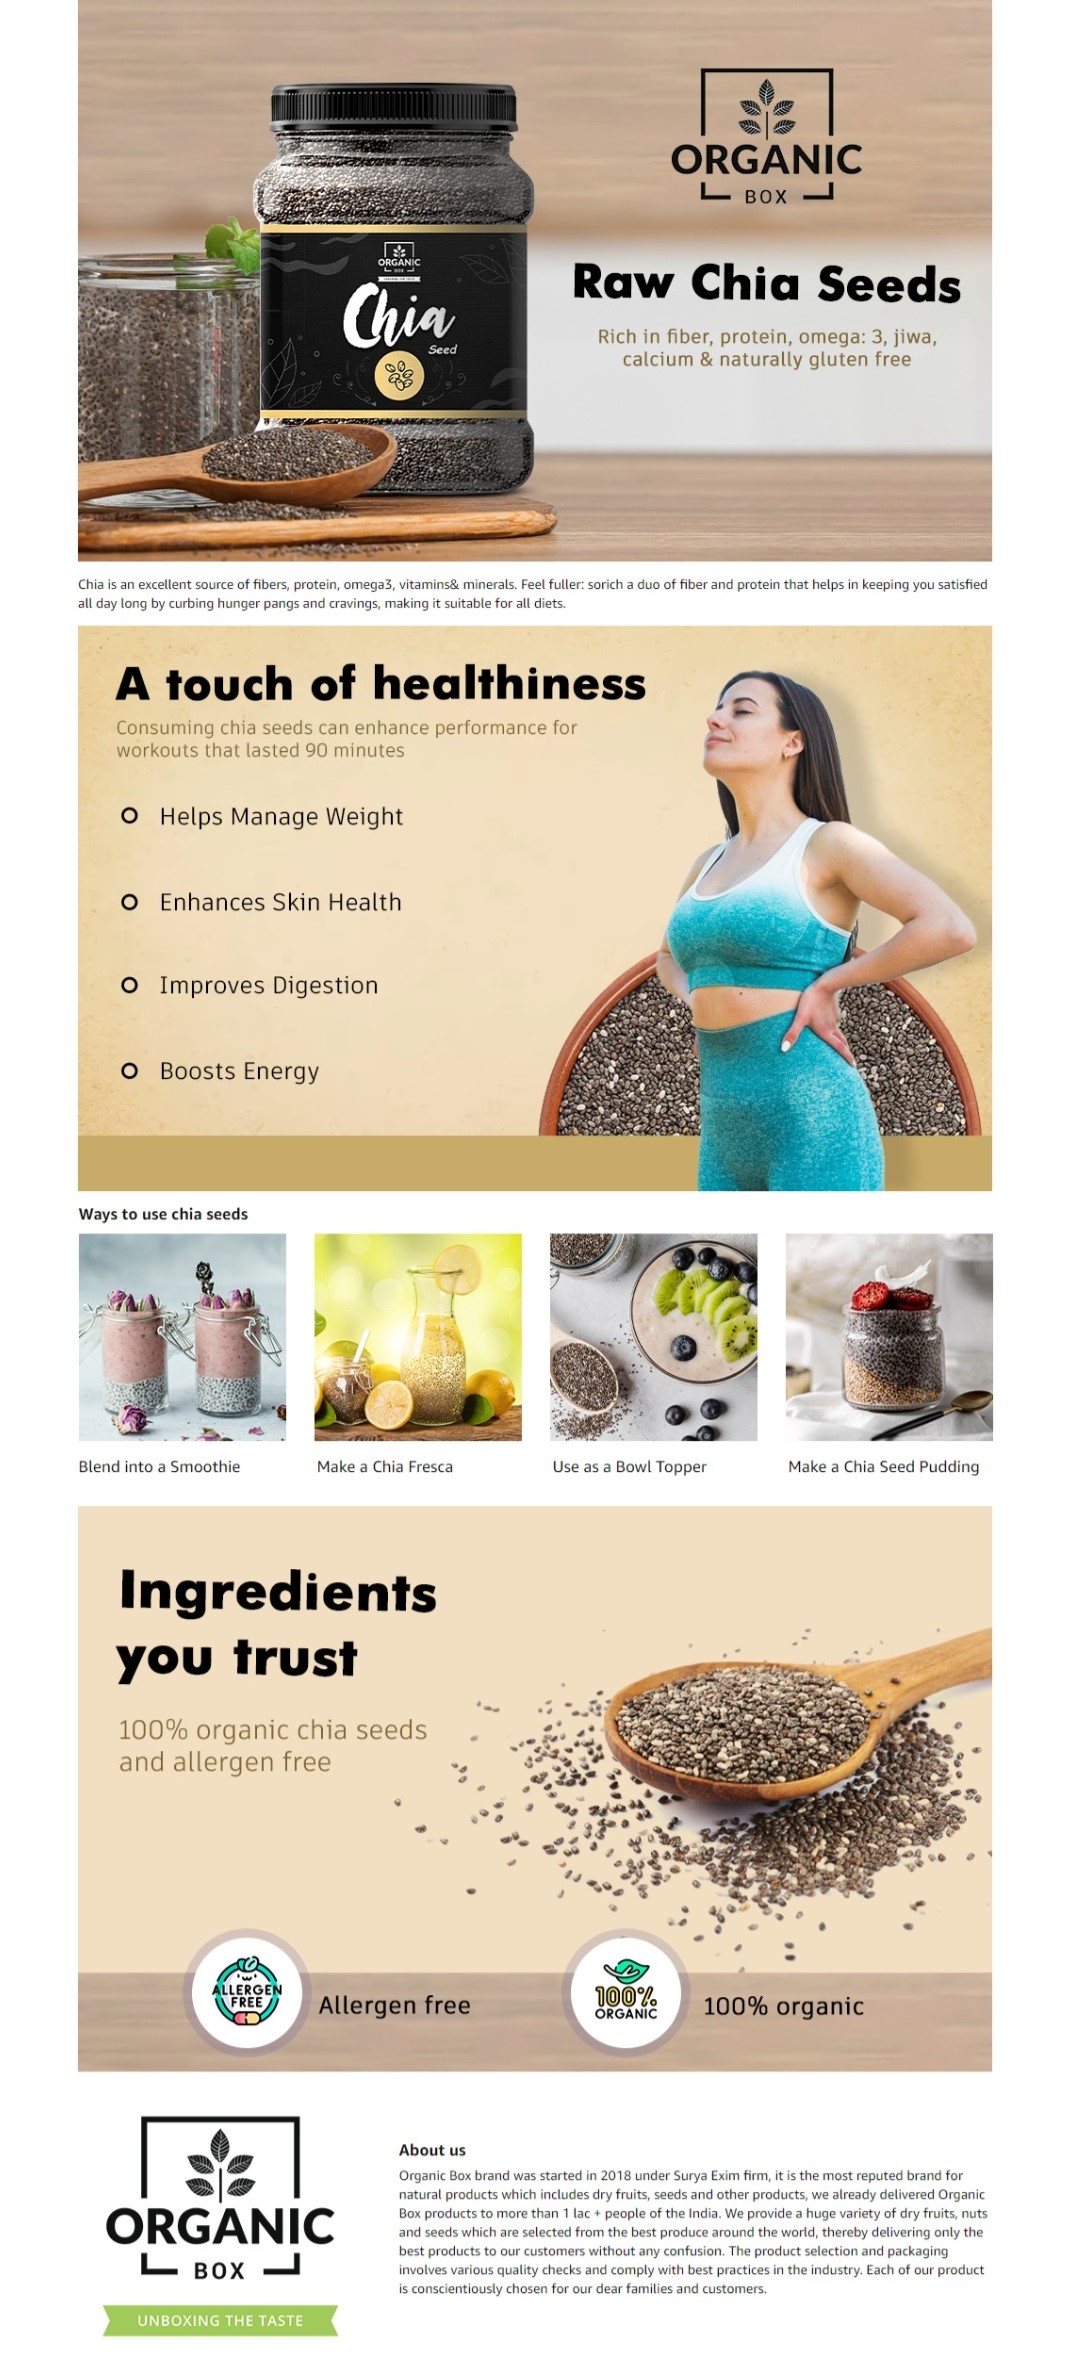 ORGANIC
BOX
ORGANIC
BOX
Chia
Seed
Raw Chia Seeds
Rich in fiber, protein, omega: 3, jiwa,
calcium & naturally gluten free
Chia is an excellent source of fibers, protein, omega3, vitamins& minerals. Feel fuller: sorich a duo of fiber and protein that helps in keeping you satisfied
all day long by curbing hunger pangs and cravings, making it suitable for all diets.
A touch of healthiness
Consuming chia seeds can enhance performance for
workouts that lasted 90 minutes
Helps Manage Weight
Enhances Skin Health
Improves Digestion
Boosts Energy
Ways to use chia seeds
Blend into a Smoothie
Make a Chia Fresca
Use as a Bowl Topper
Make a Chia Seed Pudding
Ingredients
you trust
100% organic chia seeds
and allergen free
ALLERGEN
FREE
Allergen free
100%
ORGANIC
100% organic
ORGANIC
BOX
UNBOXING THE TASTE
About us
Organic Box brand was started in 2018 under Surya Exim firm, it is the most reputed brand for
natural products which includes dry fruits, seeds and other products, we already delivered Organic
Box products to more than 1 lac + people of the India. We provide a huge variety of dry fruits, nuts
and seeds which are selected from the best produce around the world, thereby delivering only the
best products to our customers without any confusion. The product selection and packaging
involves various quality checks and comply with best practices in the industry. Each of our product
is conscientiously chosen for our dear families and customers.